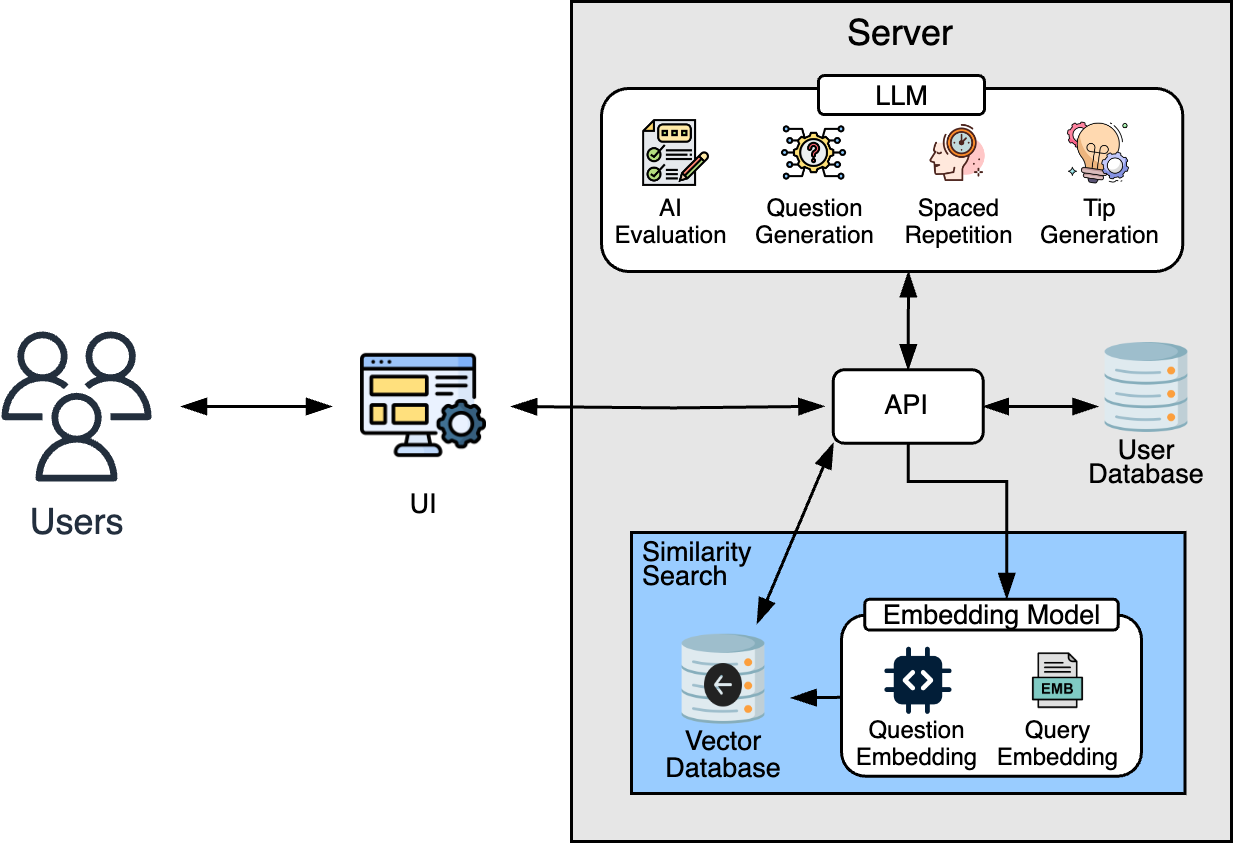 Server
LLM
AI
Evaluation
Question
Generation
Spaced
Repetition
Tip
Generation
Users
UI
API
User
Database
Similarity
Search
Embedding Model
EMB
Question
Embedding
Query
Embedding
Vector
Database